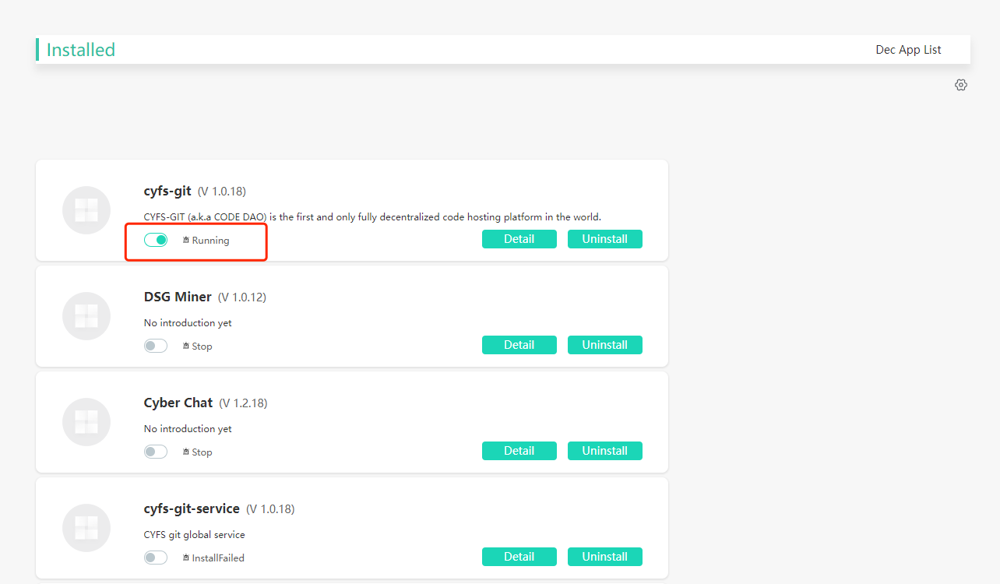 Installed
Dec App List
cyfs-git (V 1.0.18)
CYFS-GIT (a.k.a CODE DAO) is the first and only fully decentralized code hosting platform in the world.
Running Detail Uninstall
DSG Miner (V 1.0.12)
No introduction yet
Stop Detail Uninstall
Cyber Chat (V 1.2.18)
No introduction yet
Stop Detail Uninstall
cyfs-git-service (V 1.0.18)
CYFS git global service
InstallFailed Detail Uninstall